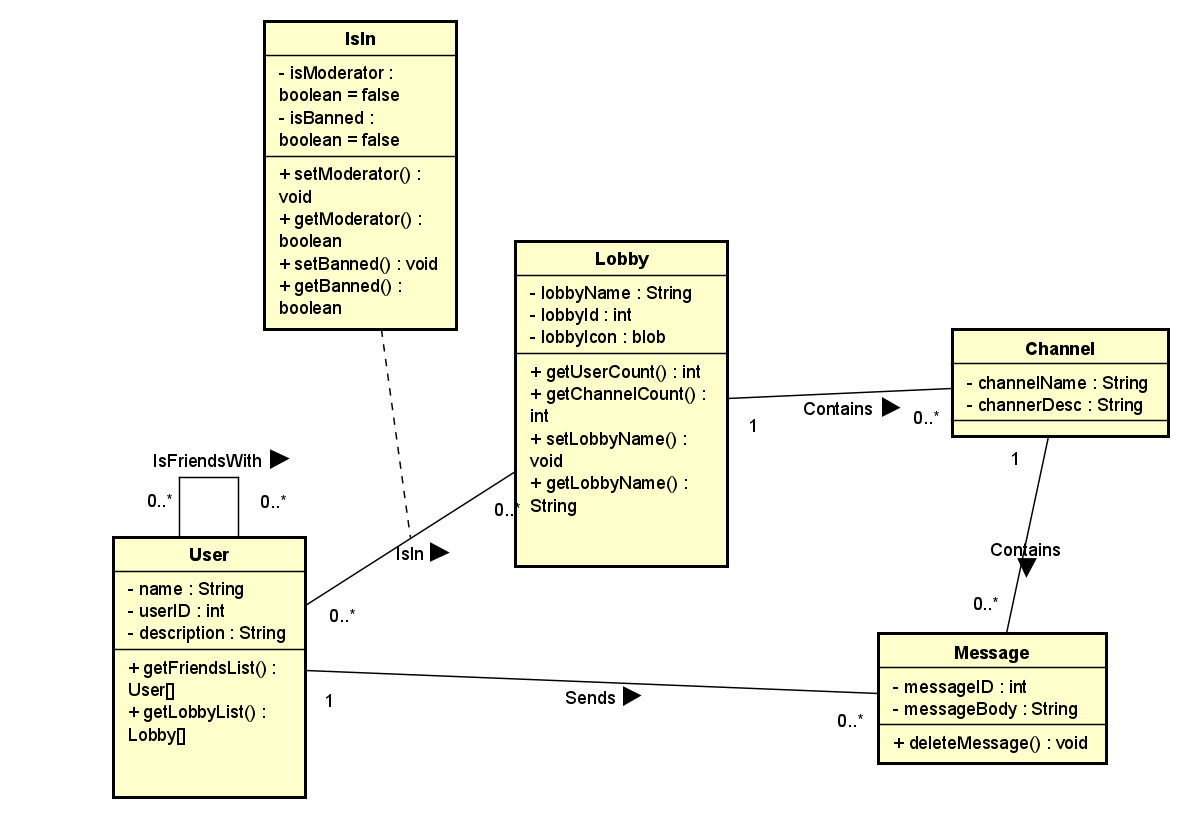 IsIn
- isModerator :
boolean = false
- isBanned :
boolean = false
+ setModerator() :
void
+ getModerator() :
boolean
+ setBanned() : void
+ getBanned() :
boolean
Lobby
- lobbyName : String
- lobbyId : int
- lobbyIcon : blob
+ getUserCount() : int
+ getChannelCount() :
int
+ setLobbyName() :
void
+ getLobbyName() :
String
Channel
- channelName : String
- channerDesc : String
Contains
1
0..*
IsFriendsWith
0..*
0..*
User
- name : String
- userID : int
- description : String
+ getFriendsList() :
User[]
+ getLobbyList() :
Lobby[]
IsIn
0..*
0..*
1
Contains
0..*
Message
- messageID : int
- messageBody : String
+ deleteMessage() : void
1
Sends
0..*